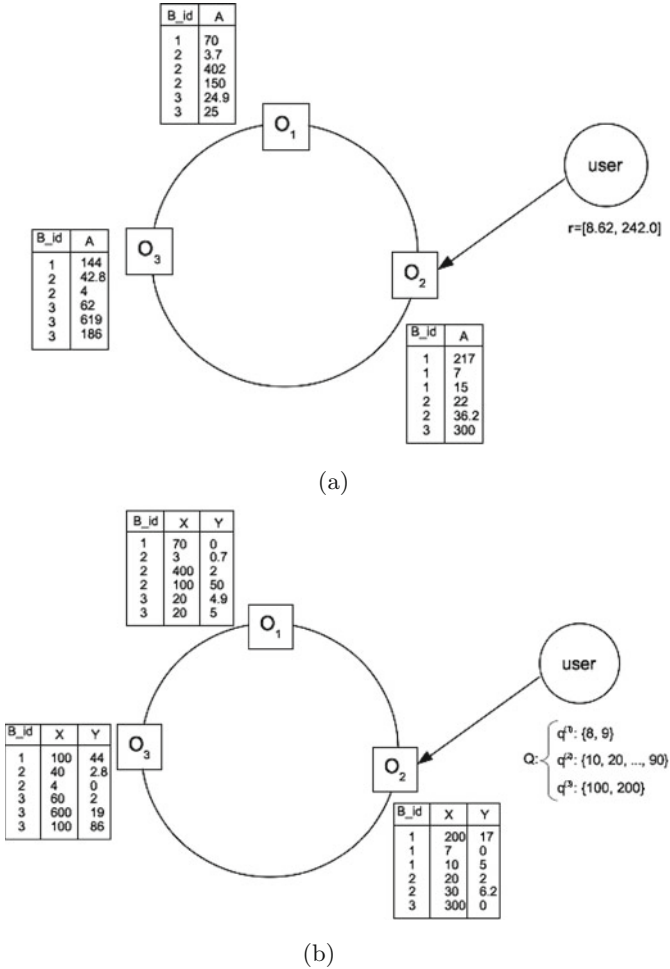 B_id A
1 70
2 3.7
2 402
2 150
3 24.9
3 25
O1
user
r=[8.62, 242.0]
B_id A
1 144
2 42.8
2 4
3 62
3 619
3 186
O3
O2
B_id A
1 217
1 7
1 15
2 22
2 36.2
3 300
(a)
B_id X Y
1 70 0
2 3 0.7
2 400 2
2 100 50
3 20 4.9
3 20 5
O1
user
B_id X Y
1 100 44
2 40 2.8
2 4 0
3 60 2
3 600 19
3 100 86
O3
O2
Q:
q(1): {8, 9}
q(2): {10, 20, ..., 90}
q(3): {100, 200}
B_id X Y
1 200 17
1 7 0
1 10 5
2 20 2
2 30 6.2
3 300 0
(b)